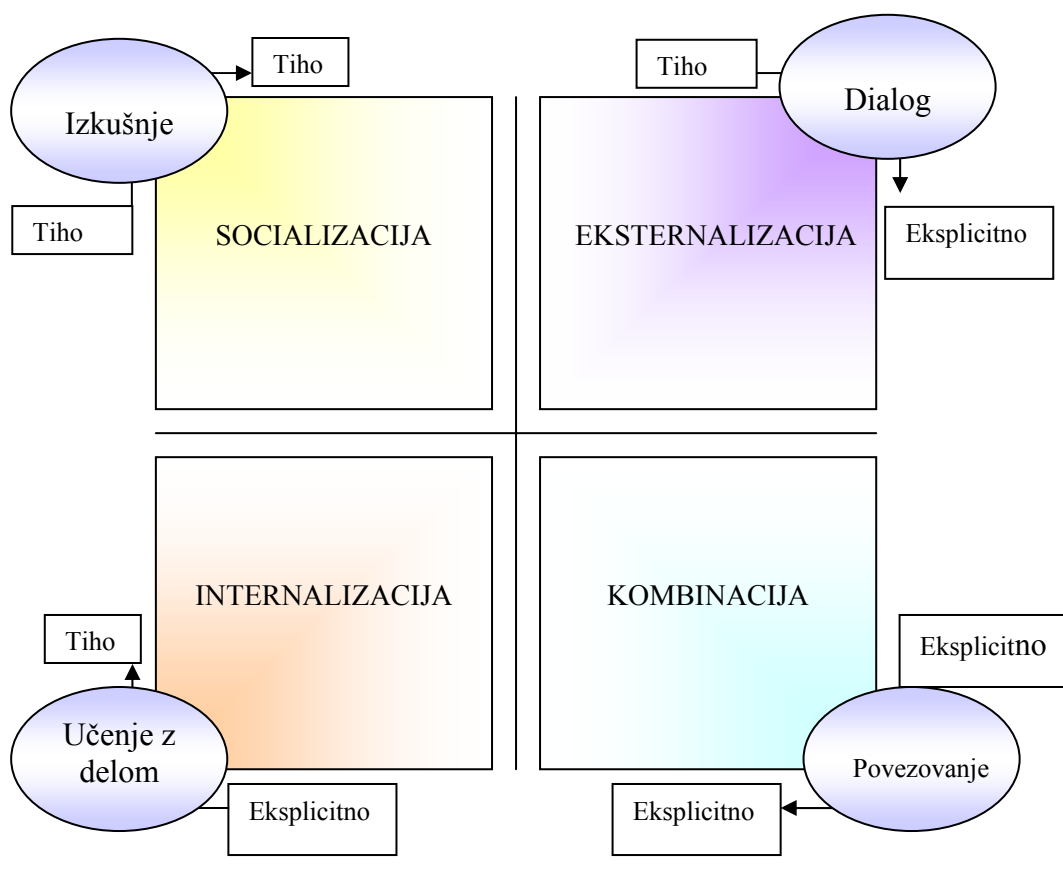 Tiho
Tiho
Izkušnje
Dialog
Tiho
SOCIALIZACIJA
EKSTERNALIZACIJA
Eksplicitno
INTERNALIZACIJA
KOMBINACIJA
Tiho
Eksplicitno
Učenje z
delom
Povezovanje
Eksplicitno
Eksplicitno